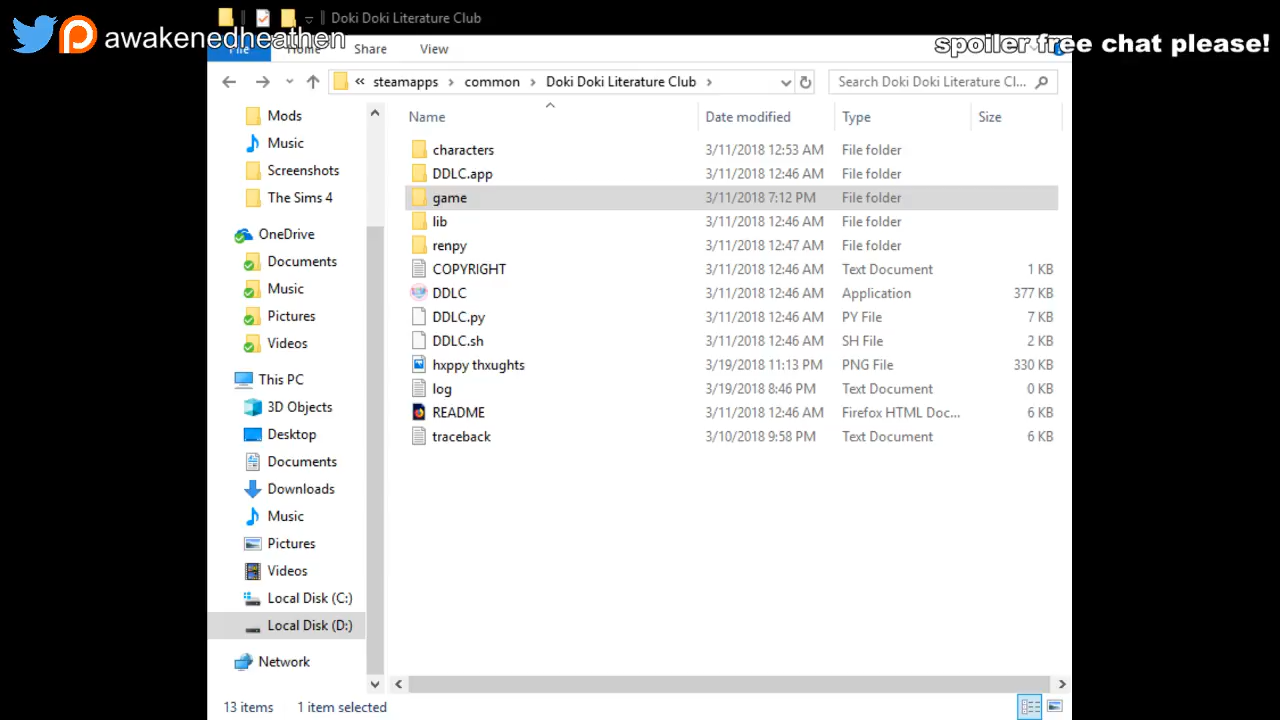 Doki Doki Literature Club
awakenedheathen
File Home Share View
spoiler free chat please!
« steamapps > common > Doki Doki Literature Club >
Search Doki Doki Literature Cl...
Mods
Music
Screenshots
The Sims 4
OneDrive
Documents
Music
Pictures
Videos
This PC
3D Objects
Desktop
Documents
Downloads
Music
Pictures
Videos
Local Disk (C:)
Local Disk (D:)
Network
Name Date modified Type Size
characters 3/11/2018 12:53 AM File folder
DDLC.app 3/11/2018 12:46 AM File folder
game 3/11/2018 7:12 PM File folder
lib 3/11/2018 12:46 AM File folder
renpy 3/11/2018 12:47 AM File folder
COPYRIGHT 3/11/2018 12:46 AM Text Document 1 KB
DDLC 3/11/2018 12:46 AM Application 377 KB
DDLC.py 3/11/2018 12:46 AM PY File 7 KB
DDLC.sh 3/11/2018 12:46 AM SH File 2 KB
hxppy thxughts 3/19/2018 11:13 PM PNG File 330 KB
log 3/19/2018 8:46 PM Text Document 0 KB
README 3/11/2018 12:46 AM Firefox HTML Doc... 6 KB
traceback 3/10/2018 9:58 PM Text Document 6 KB
13 items 1 item selected